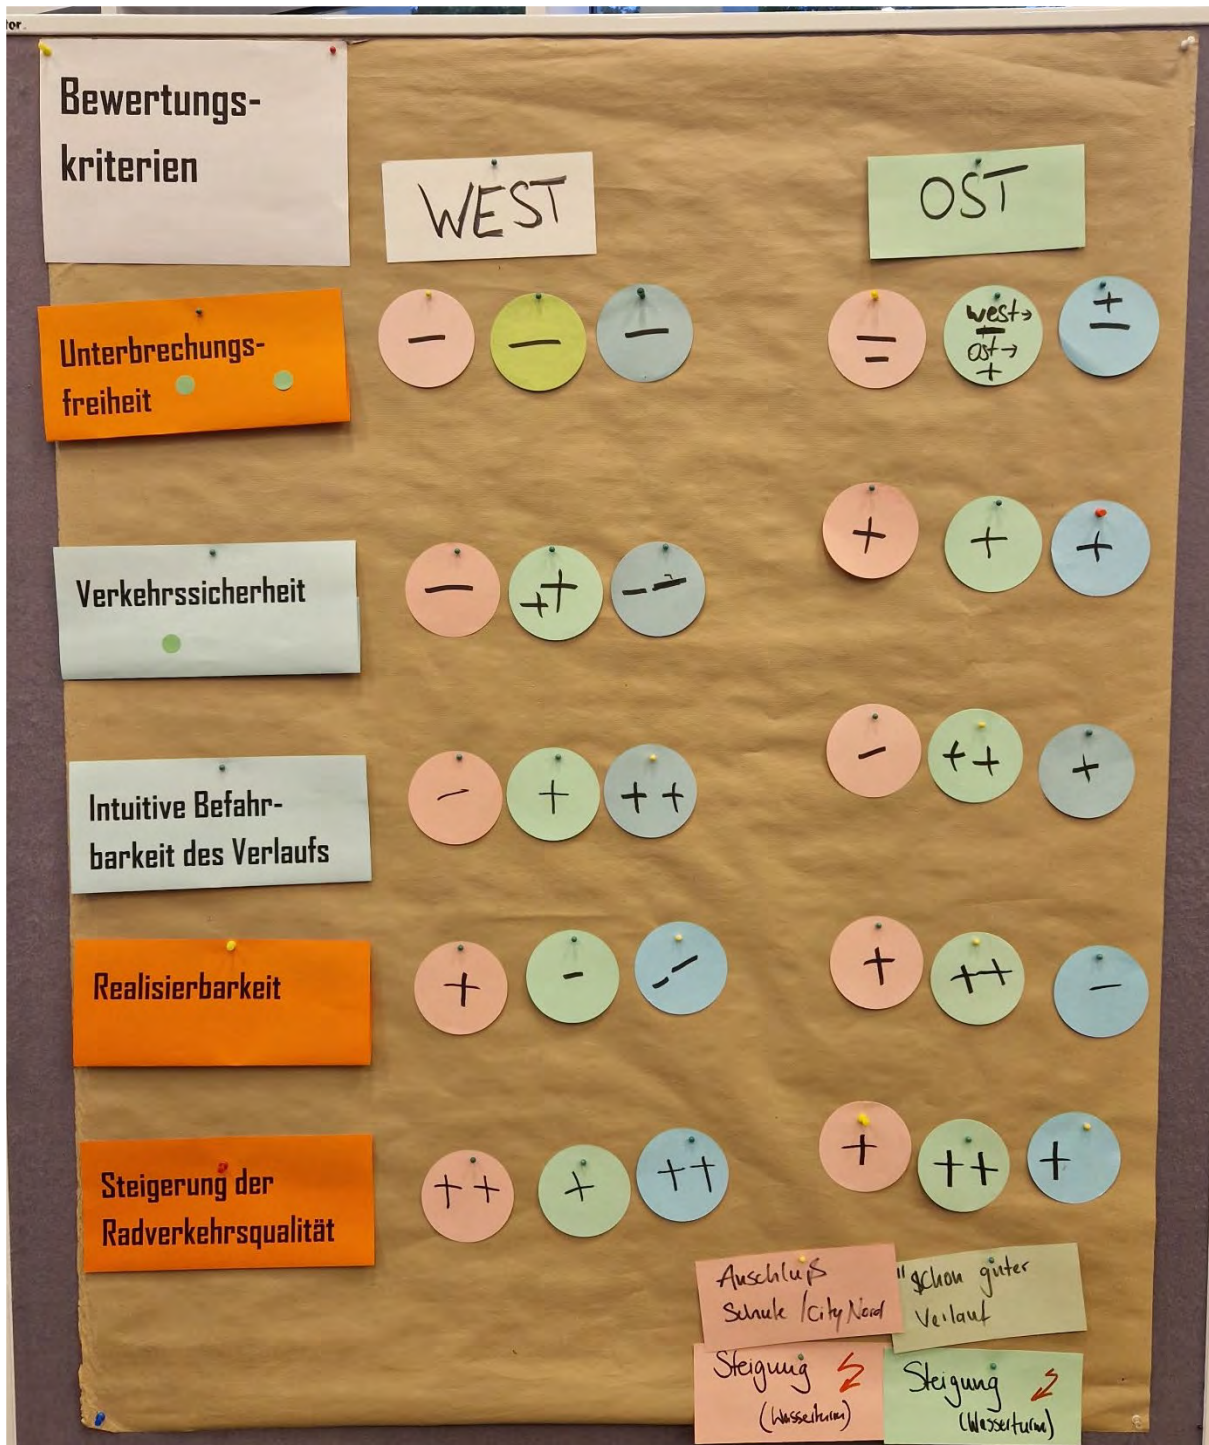 tor.
Bewertungs-
kriterien
WEST
OST
Unterbrechungs-
freiheit
−
−
−
− −
west→
−
ost→
+
+
−
Verkehrssicherheit
−
++
− −
+
+
+
Intuitive Befahr-
barkeit des Verlaufs
−
+
++
−
++
+
Realisierbarkeit
+
−
− −
+
++
−
Steigerung der
Radverkehrsqualität
++
+
++
+
++
+
Anschluß
Schule / City Nord
"schon guter
Verlauf
Steigung
(Wasserturm)
Steigung
(Wasserturm)